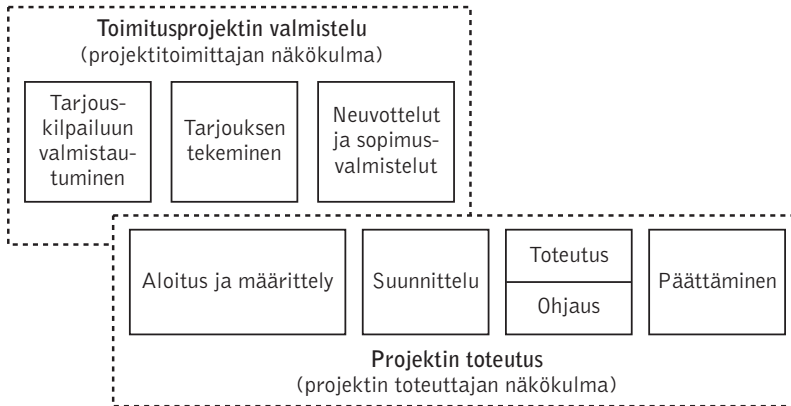 Toimitusprojektin valmistelu
(projektitoimittajan näkökulma)
Tarjous-
kilpailuun
valmistau-
tuminen
Tarjouksen
tekeminen
Neuvottelut
ja sopimus-
valmistelut
Aloitus ja määrittely
Suunnittelu
Toteutus
Ohjaus
Päättäminen
Projektin toteutus
(projektin toteuttajan näkökulma)